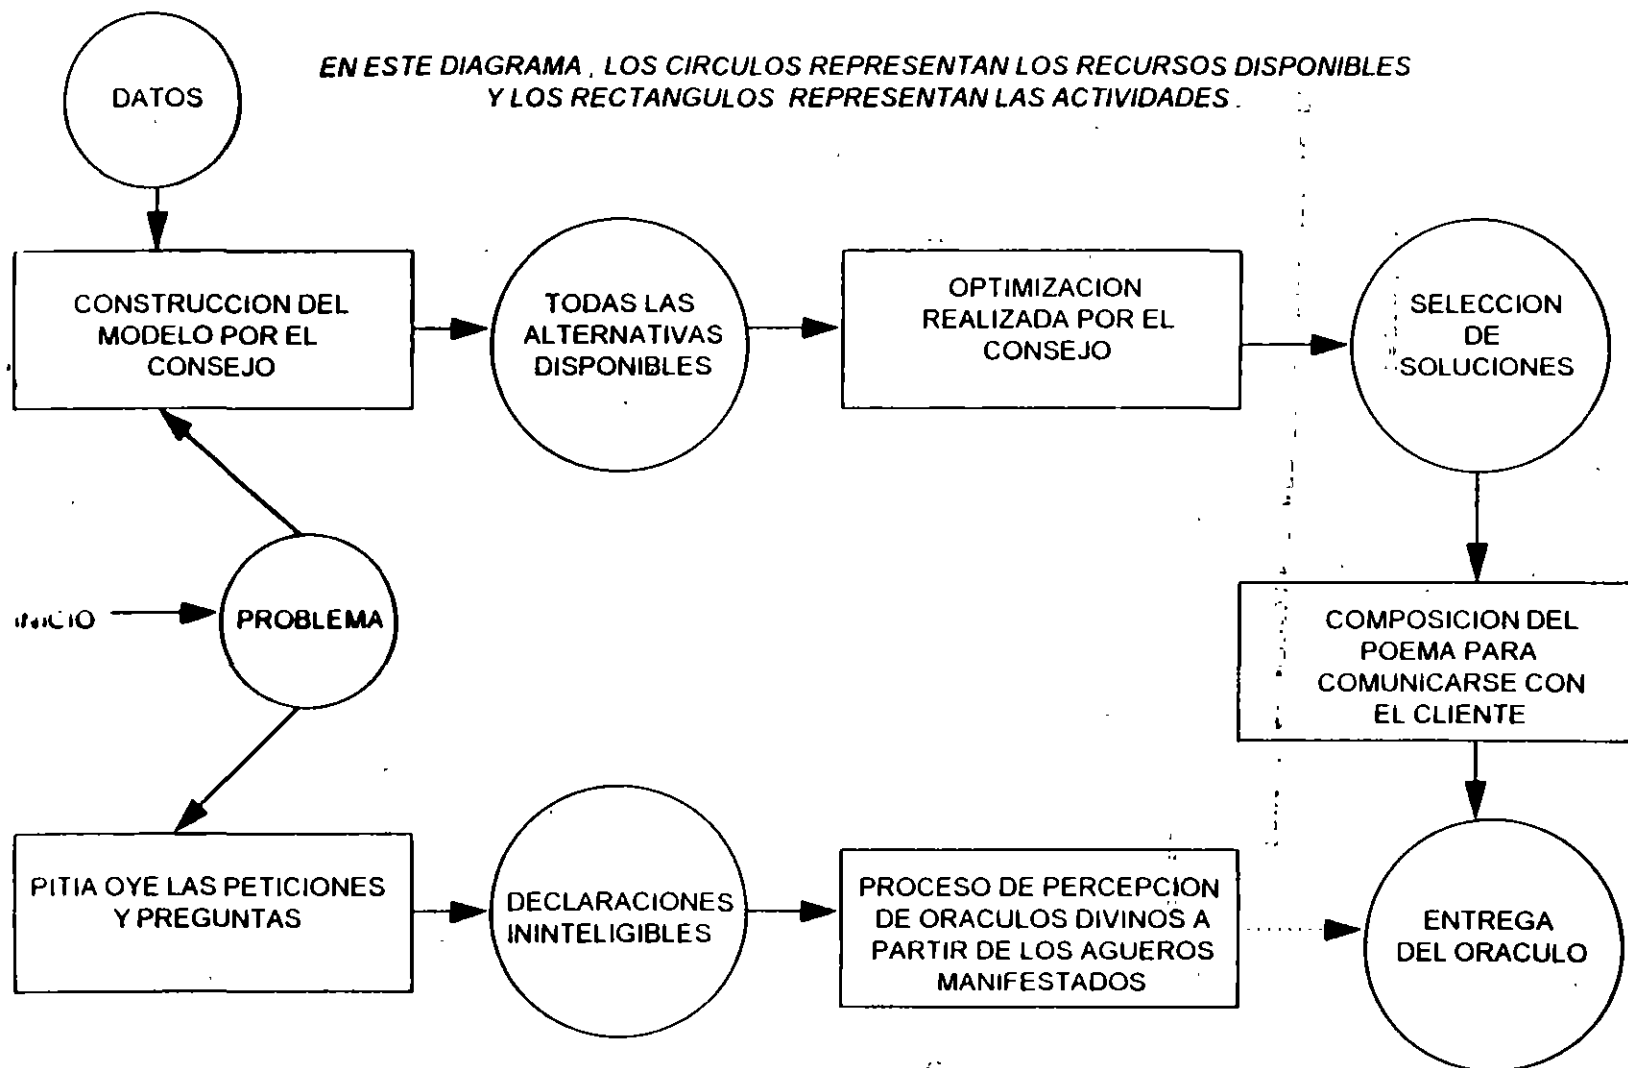 EN ESTE DIAGRAMA, LOS CIRCULOS REPRESENTAN LOS RECURSOS DISPONIBLES
Y LOS RECTANGULOS REPRESENTAN LAS ACTIVIDADES.
DATOS
CONSTRUCCION DEL
MODELO POR EL
CONSEJO
TODAS LAS
ALTERNATIVAS
DISPONIBLES
OPTIMIZACION
REALIZADA POR EL
CONSEJO
SELECCION
DE
SOLUCIONES
INICIO
PROBLEMA
COMPOSICION DEL
POEMA PARA
COMUNICARSE CON
EL CLIENTE
PITIA OYE LAS PETICIONES
Y PREGUNTAS
DECLARACIONES
ININTELIGIBLES
PROCESO DE PERCEPCION
DE ORACULOS DIVINOS A
PARTIR DE LOS AGUEROS
MANIFESTADOS
ENTREGA
DEL ORACULO